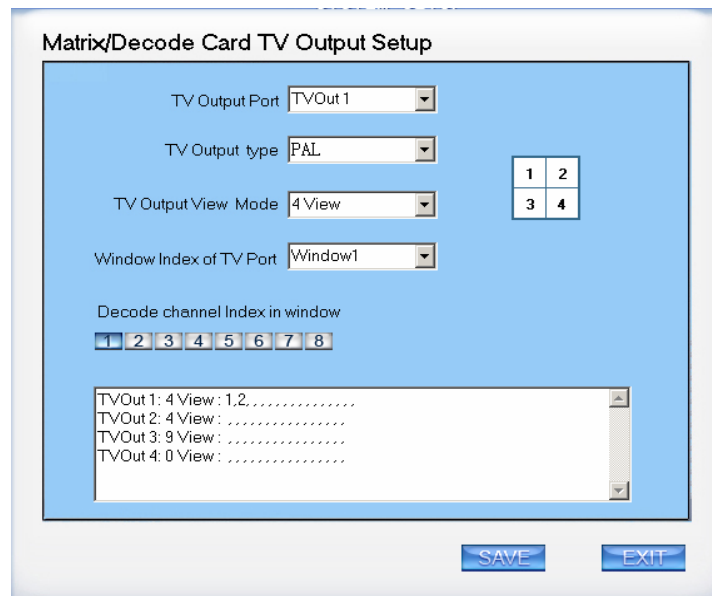 Matrix/Decode Card TV Output Setup
TV Output Port TVOut 1
TV Output type PAL
1 2
TV Output View Mode 4 View
3 4
Window Index of TV Port Window1
Decode channel Index in window
1 2 3 4 5 6 7 8
TVOut 1: 4 View : 1,2,,,,,,,,,,,,,,,
TVOut 2: 4 View : ,,,,,,,,,,,,,,,,
TVOut 3: 9 View : ,,,,,,,,,,,,,,,,
TVOut 4: 0 View : ,,,,,,,,,,,,,,,,
SAVE EXIT